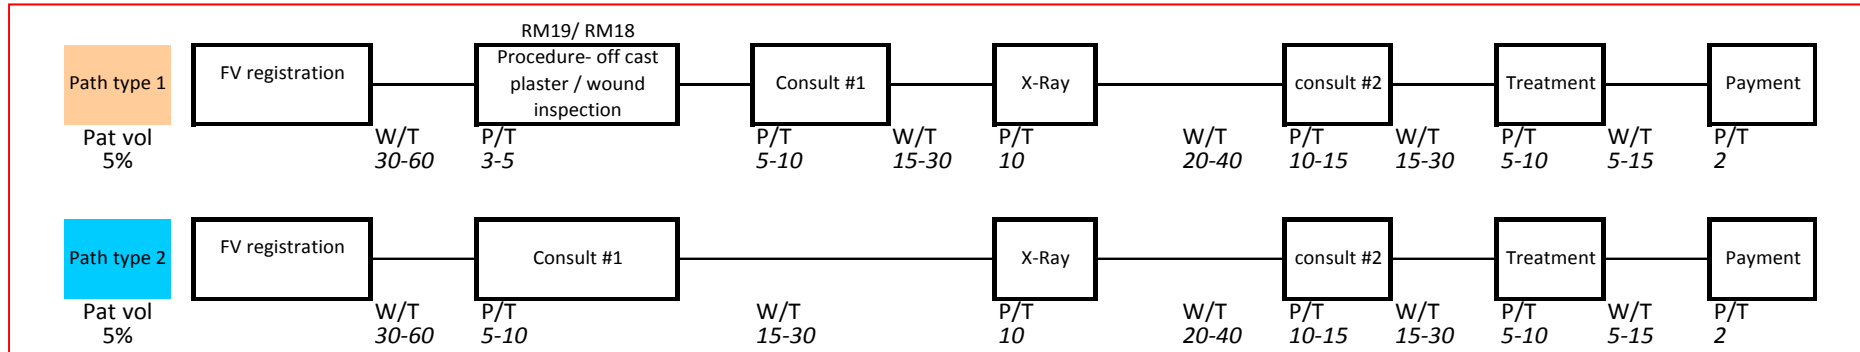 RM19/ RM18
Path type 1
FV registration
Procedure- off cast
plaster / wound
inspection
Consult #1
X-Ray
consult #2
Treatment
Payment
Pat vol
5%
W/T
30-60
P/T
3-5
P/T
5-10
W/T
15-30
P/T
10
W/T
20-40
P/T
10-15
W/T
15-30
P/T
5-10
W/T
5-15
P/T
2
Path type 2
FV registration
Consult #1
X-Ray
consult #2
Treatment
Payment
Pat vol
5%
W/T
30-60
P/T
5-10
W/T
15-30
P/T
10
W/T
20-40
P/T
10-15
W/T
15-30
P/T
5-10
W/T
5-15
P/T
2